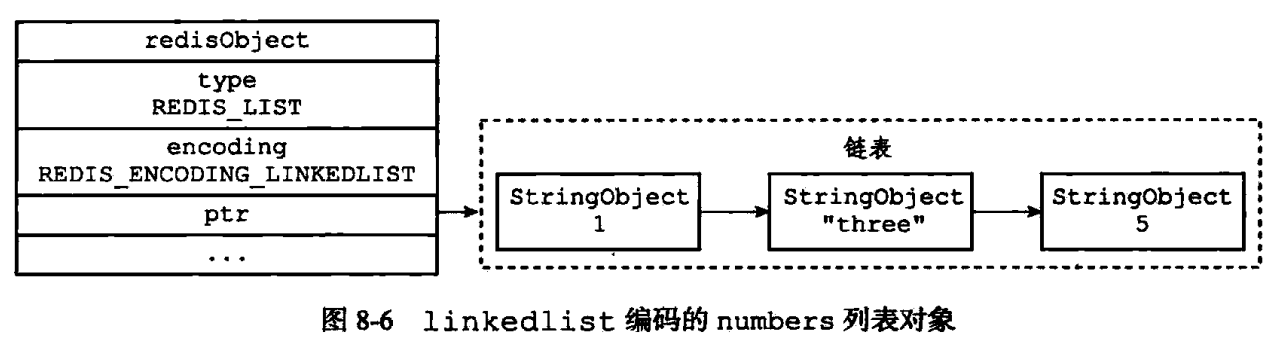 redisObject
type
REDIS_LIST
encoding
REDIS_ENCODING_LINKEDLIST
ptr
...
链表
StringObject
1
StringObject
"three"
StringObject
5
图 8-6 linkedlist 编码的 numbers 列表对象